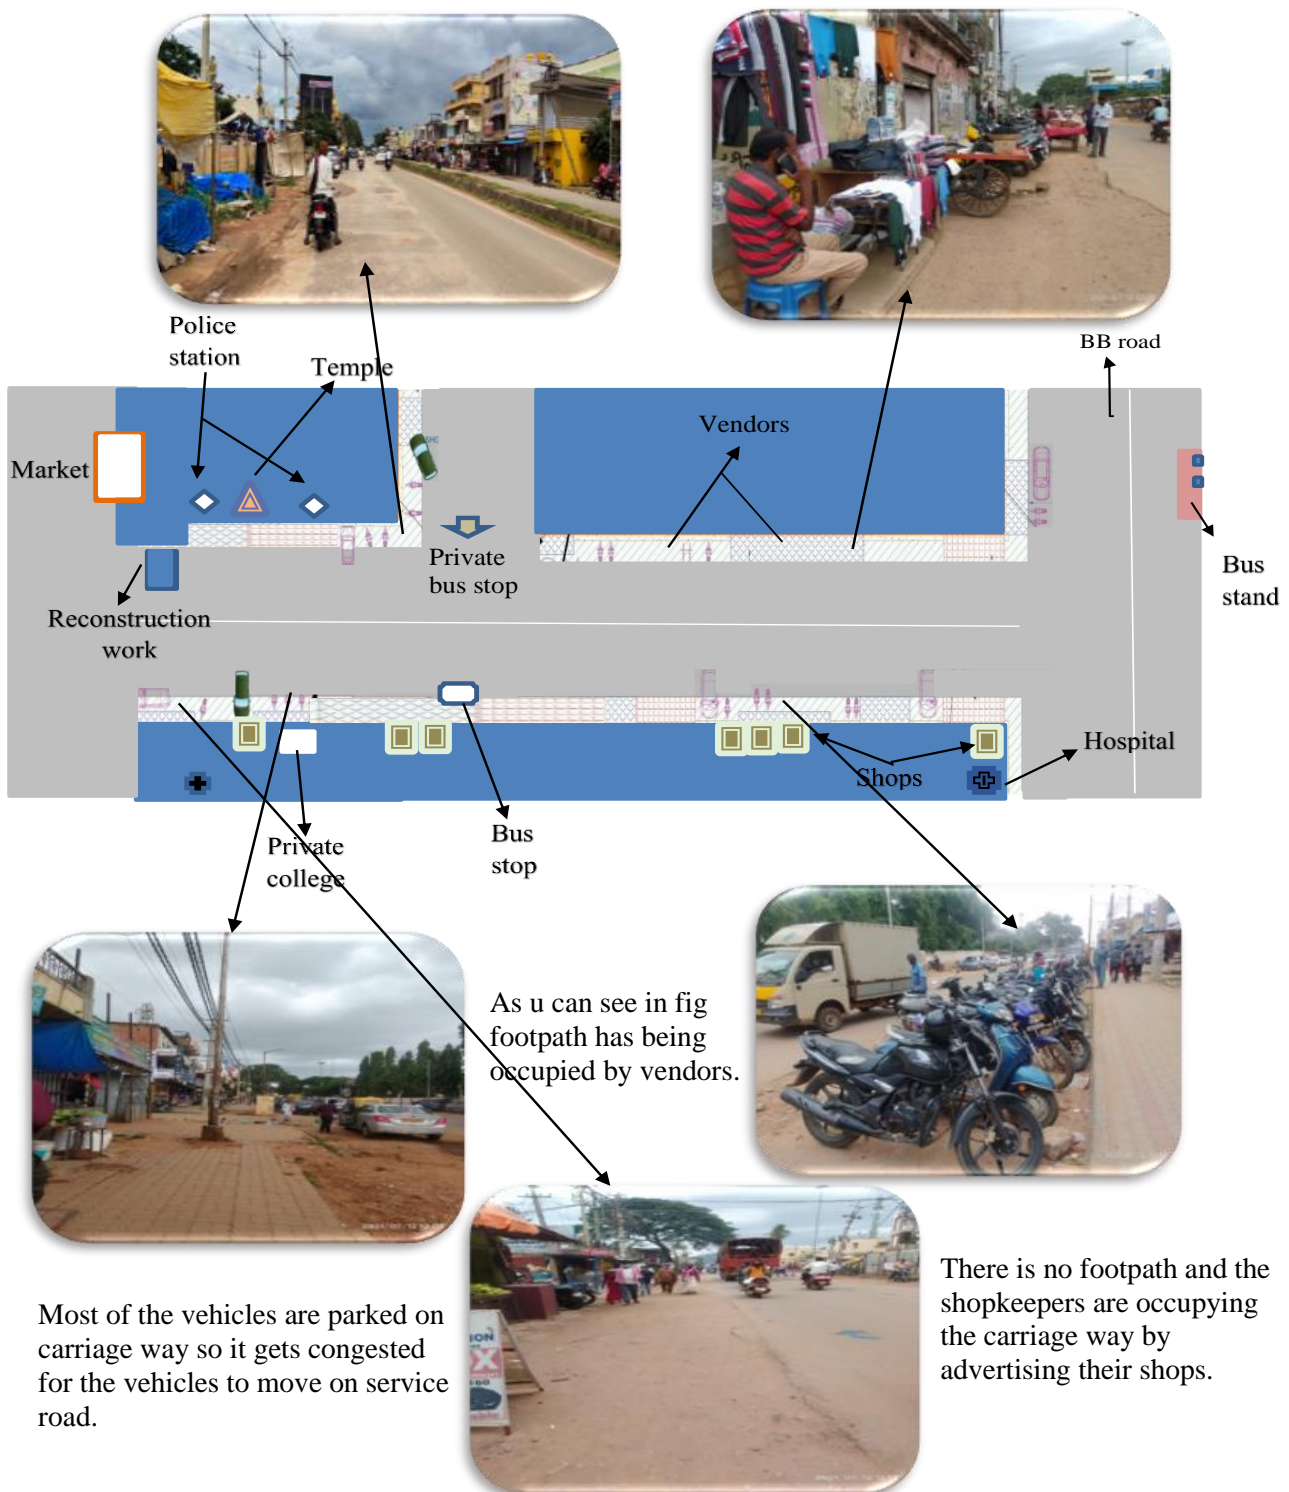 Police
station
Temple
BB road
Vendors
Market
Private
bus stop
Bus
stand
Reconstruction
work
Hospital
Shops
Private
college
Bus
stop
As u can see in fig
footpath has being
occupied by vendors.
There is no footpath and the
shopkeepers are occupying
the carriage way by
advertising their shops.
Most of the vehicles are parked on
carriage way so it gets congested
for the vehicles to move on service
road.